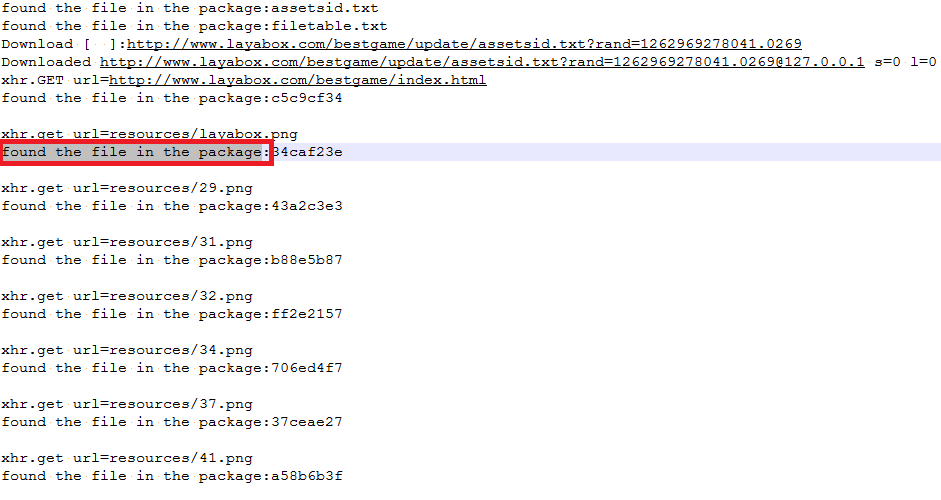 found the file in the package:assetsid.txt
found the file in the package:filetable.txt
Download [  ]:http://www.layabox.com/bestgame/update/assetsid.txt?rand=1262969278041.0269
Downloaded http://www.layabox.com/bestgame/update/assetsid.txt?rand=1262969278041.0269@127.0.0.1 s=0 l=0
xhr.GET url=http://www.layabox.com/bestgame/index.html
found the file in the package:c5c9cf34
xhr.get url=resources/layabox.png
found the file in the package:34caf23e
xhr.get url=resources/29.png
found the file in the package:43a2c3e3
xhr.get url=resources/31.png
found the file in the package:b88e5b87
xhr.get url=resources/32.png
found the file in the package:ff2e2157
xhr.get url=resources/34.png
found the file in the package:706ed4f7
xhr.get url=resources/37.png
found the file in the package:37ceae27
xhr.get url=resources/41.png
found the file in the package:a58b6b3f